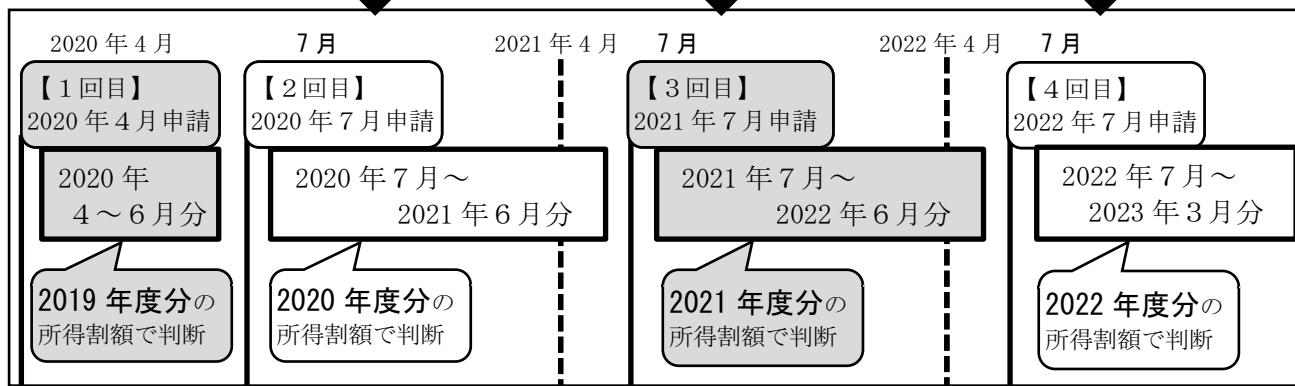 2020年4月 7月 2021年4月 7月 2022年4月 7月
【1回目】
2020年4月申請
【2回目】
2020年7月申請
【3回目】
2021年7月申請
【4回目】
2022年7月申請
2020年
4～6月分
2020年7月～
2021年6月分
2021年7月～
2022年6月分
2022年7月～
2023年3月分
2019年度分の
所得割額で判断
2020年度分の
所得割額で判断
2021年度分の
所得割額で判断
2022年度分の
所得割額で判断